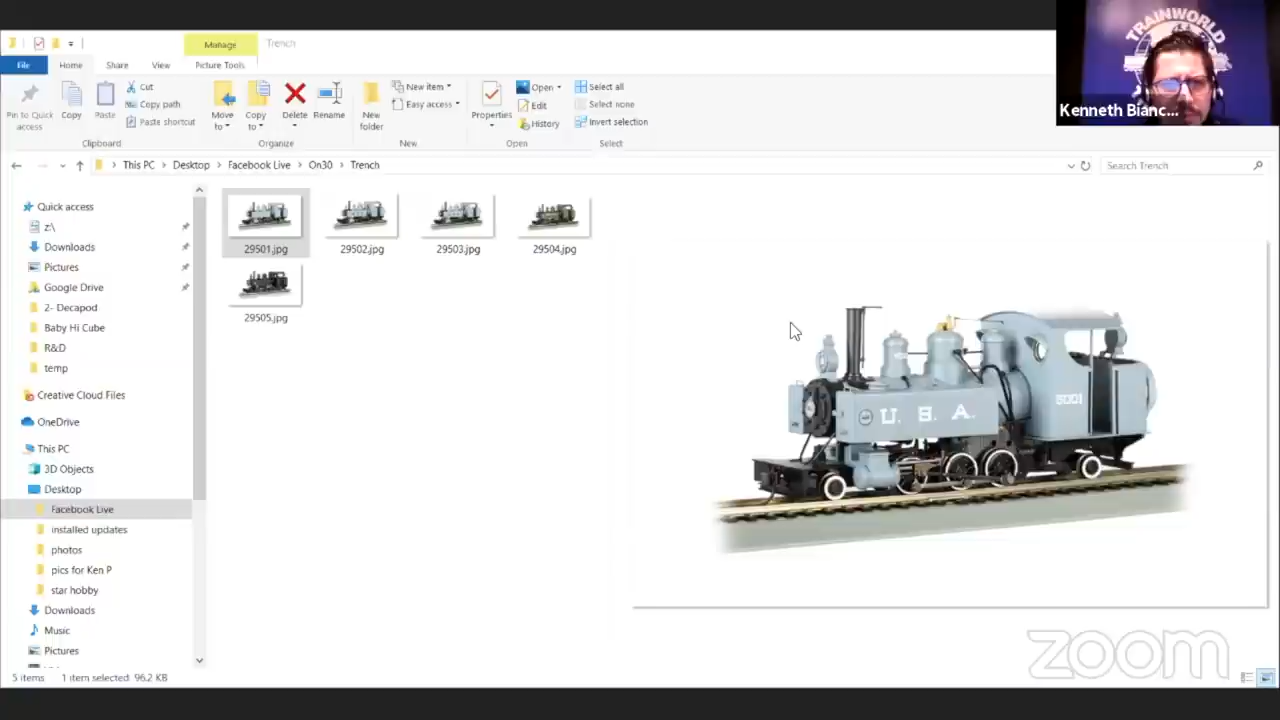 Manage
Trench
File
Home
Share
View
Picture Tools
Pin to Quick access
Copy
Paste
Cut
Copy path
Paste shortcut
Move to
Copy to
Delete
Rename
New folder
New item
Easy access
Properties
Open
Edit
History
Select all
Select none
Invert selection
Clipboard
Organize
New
Open
Select
TRAINWORLD
Kenneth Bianc...
This PC > Desktop > Facebook Live > On30 > Trench
Search Trench
Quick access
z:\
Downloads
Pictures
Google Drive
2- Decapod
Baby Hi Cube
R&D
temp
Creative Cloud Files
OneDrive
This PC
3D Objects
Desktop
Facebook Live
installed updates
photos
pics for Ken P
star hobby
Downloads
Music
Pictures
29501.jpg
29502.jpg
29503.jpg
29504.jpg
29505.jpg
U. S. A.
5001
zoom
5 items
1 item selected: 96.2 KB